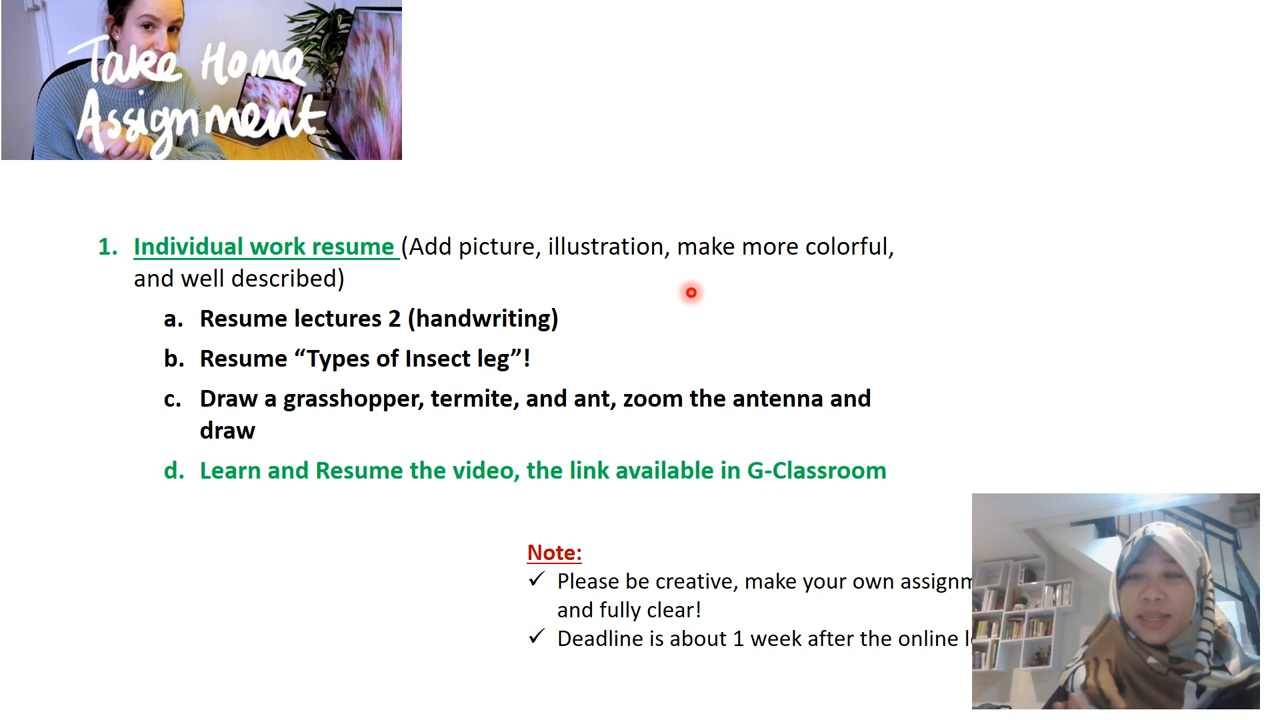 Take Home
Assignment
1. Individual work resume (Add picture, illustration, make more colorful,
and well described)
a. Resume lectures 2 (handwriting)
b. Resume “Types of Insect leg”!
c. Draw a grasshopper, termite, and ant, zoom the antenna and
draw
d. Learn and Resume the video, the link available in G-Classroom
Note:
✓ Please be creative, make your own
and fully clear!
✓ Deadline is about 1 week after the online